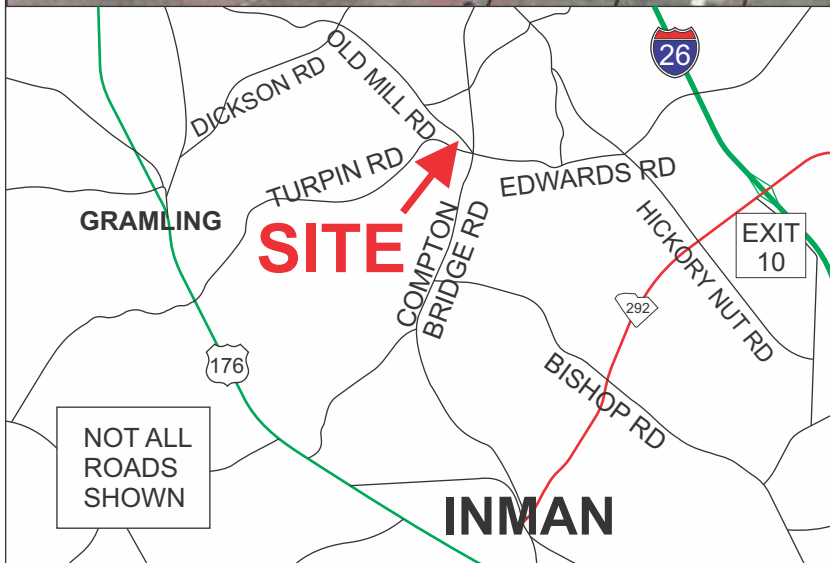 26
OLD MILL RD
DICKSON RD
TURPIN RD
EDWARDS RD
GRAMLING
SITE
COMPTON
BRIDGE RD
HICKORY NUT RD
EXIT
10
292
176
BISHOP RD
NOT ALL
ROADS
SHOWN
INMAN